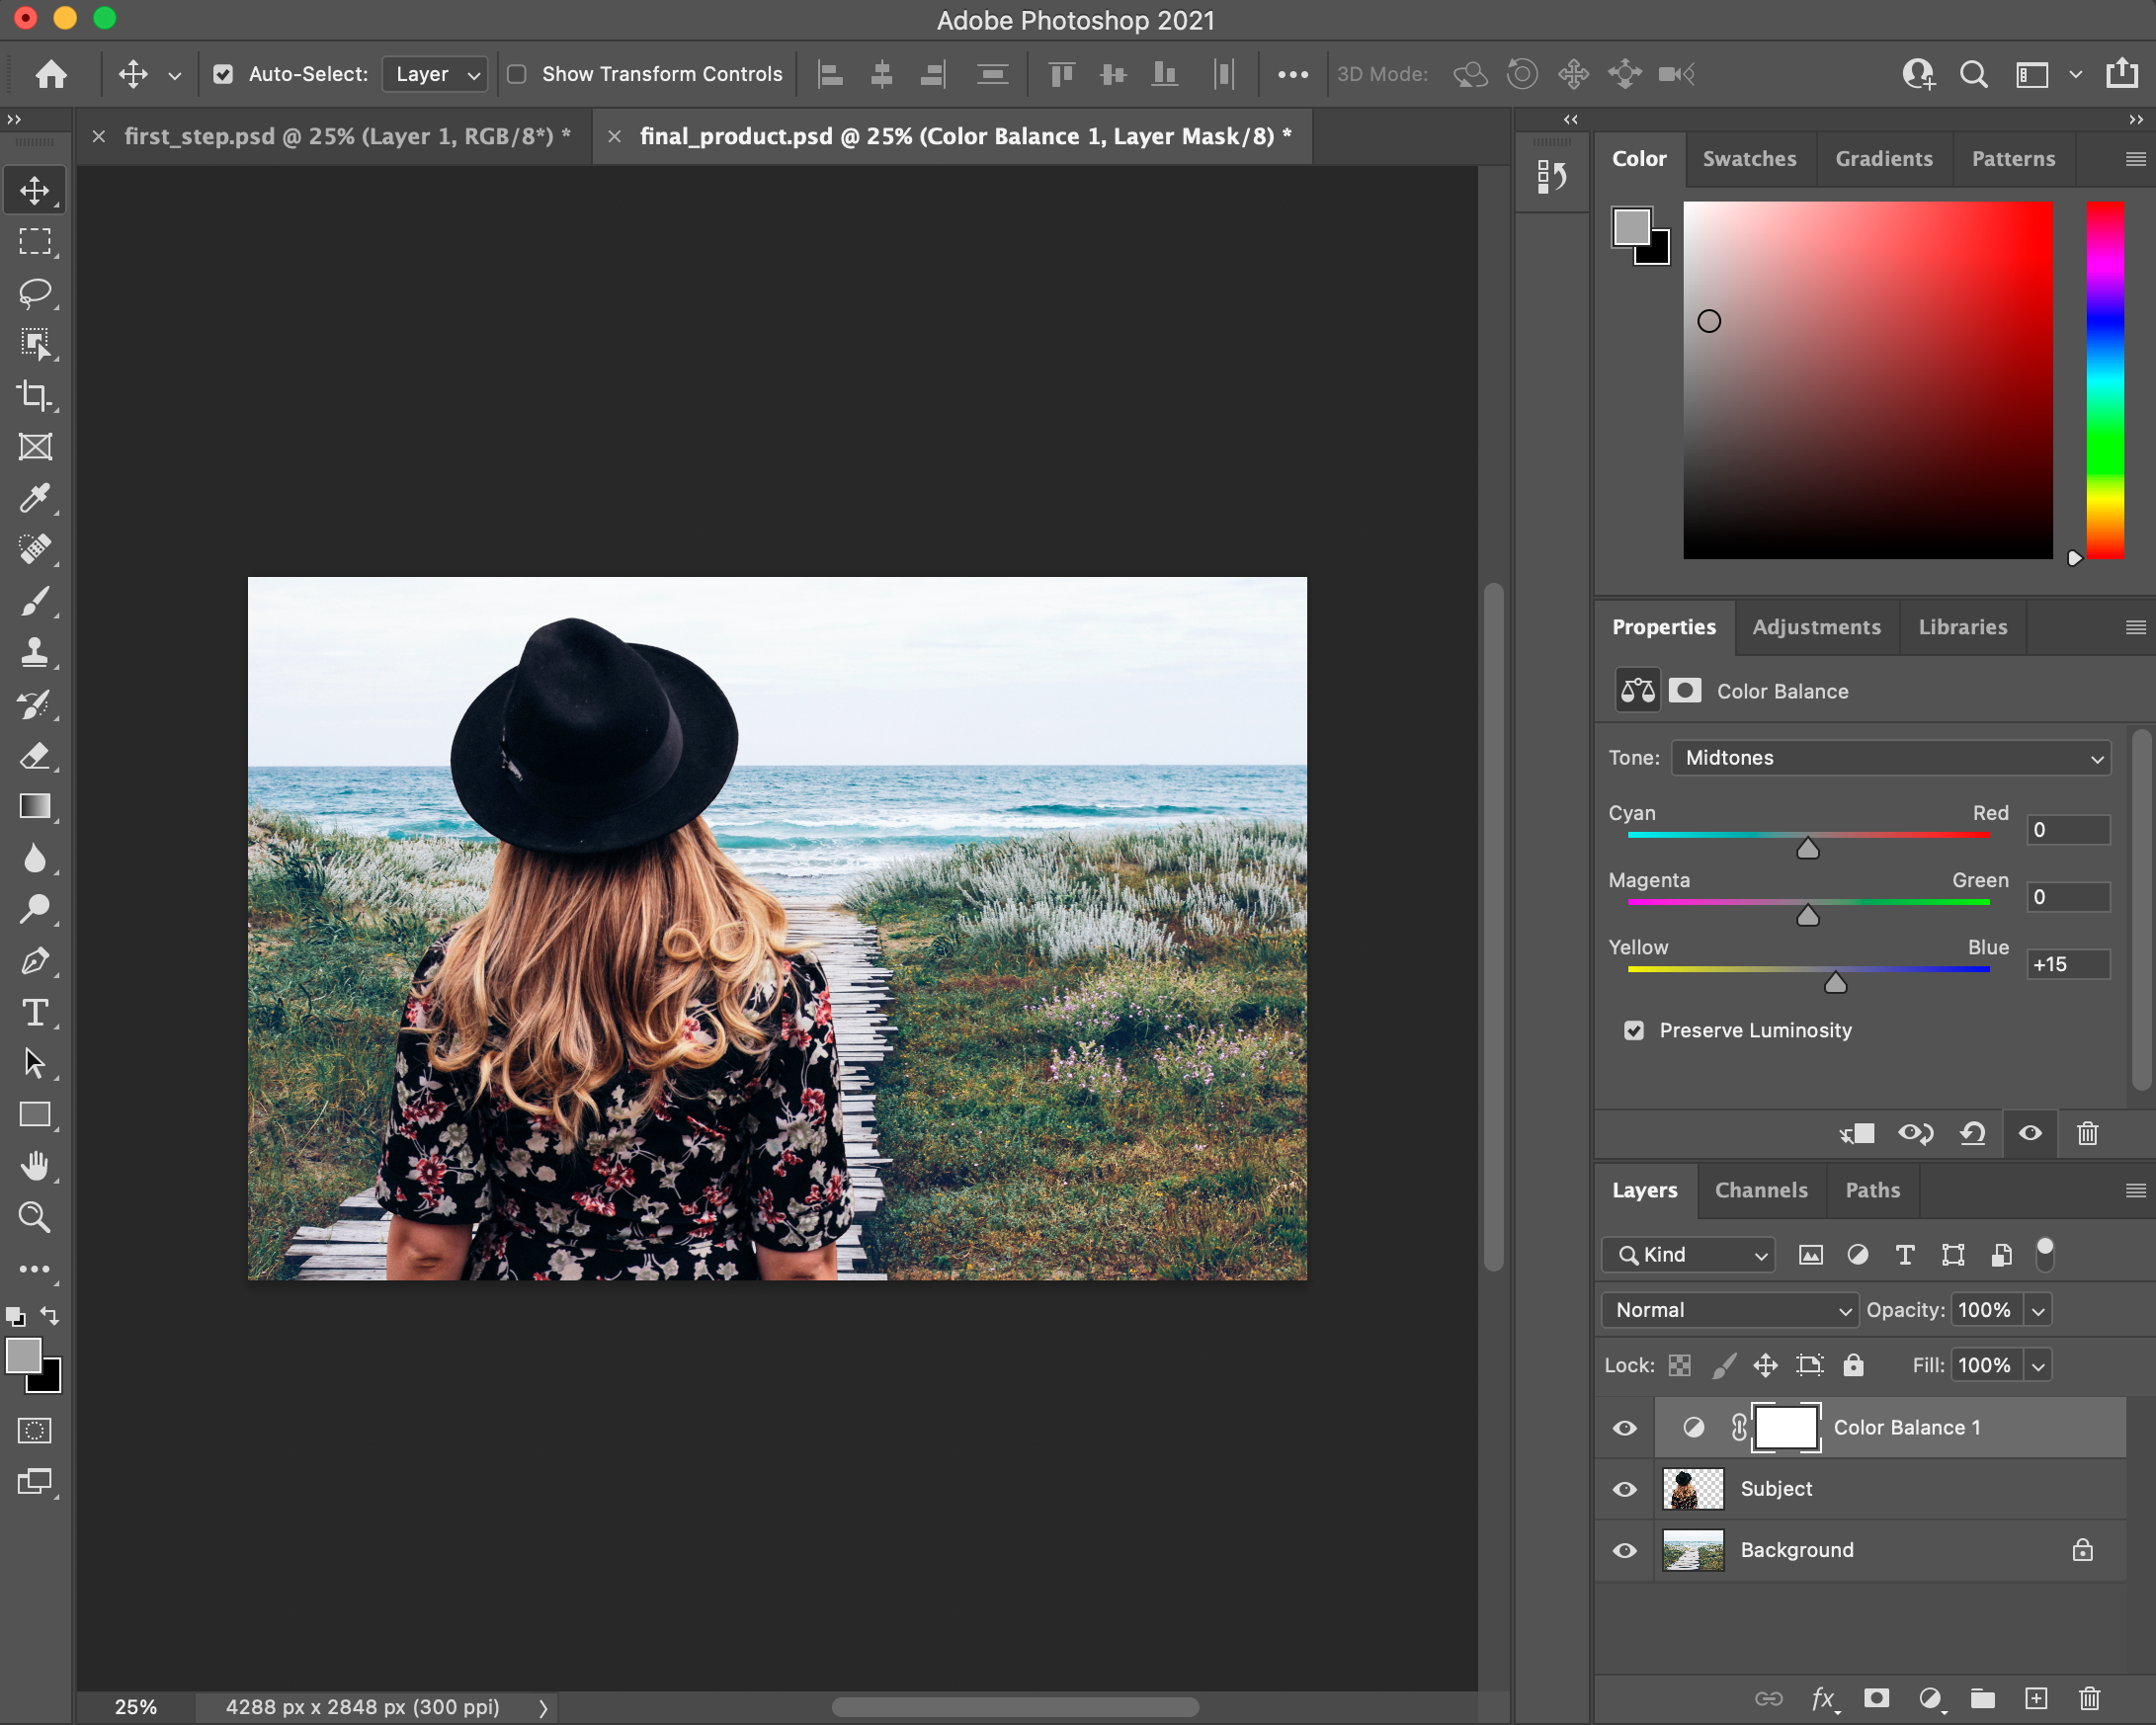 Adobe Photoshop 2021
Auto-Select: Layer Show Transform Controls 3D Mode:
first_step.psd @ 25% (Layer 1, RGB/8*) *
final_product.psd @ 25% (Color Balance 1, Layer Mask/8) *
Color Swatches Gradients Patterns
Properties Adjustments Libraries
Color Balance
Tone: Midtones
Cyan Red 0
Magenta Green 0
Yellow Blue +15
Preserve Luminosity
Layers Channels Paths
Kind
Normal Opacity: 100%
Lock: Fill: 100%
Color Balance 1
Subject
Background
fx
25% 4288 px x 2848 px (300 ppi)